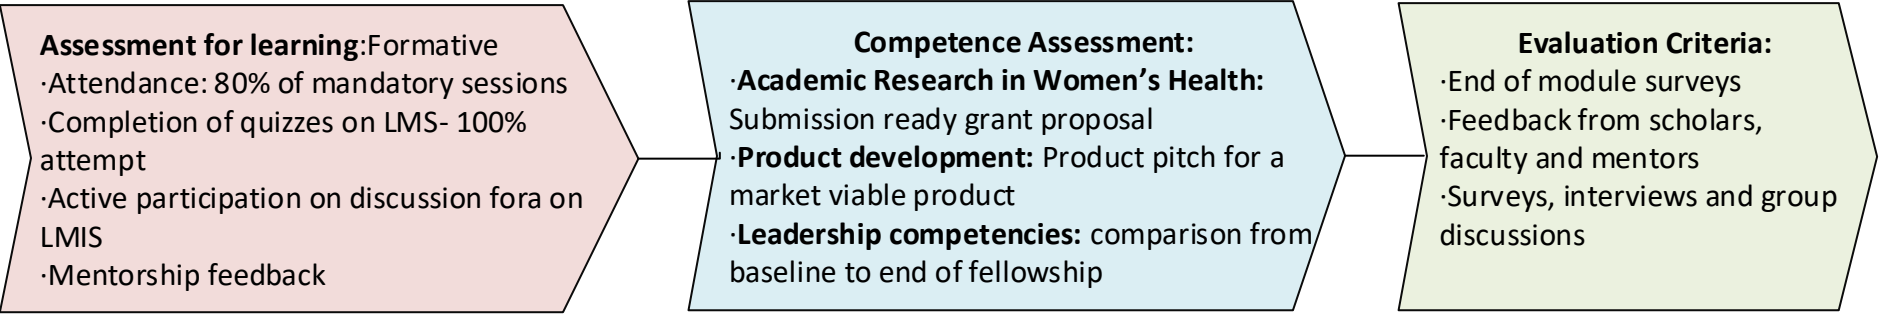 Assessment for learning:Formative
·Attendance: 80% of mandatory sessions
·Completion of quizzes on LMS- 100%
attempt
·Active participation on discussion fora on
LMIS
·Mentorship feedback
Competence Assessment:
·Academic Research in Women’s Health:
Submission ready grant proposal
·Product development: Product pitch for a
market viable product
·Leadership competencies: comparison from
baseline to end of fellowship
Evaluation Criteria:
·End of module surveys
·Feedback from scholars,
faculty and mentors
·Surveys, interviews and group
discussions